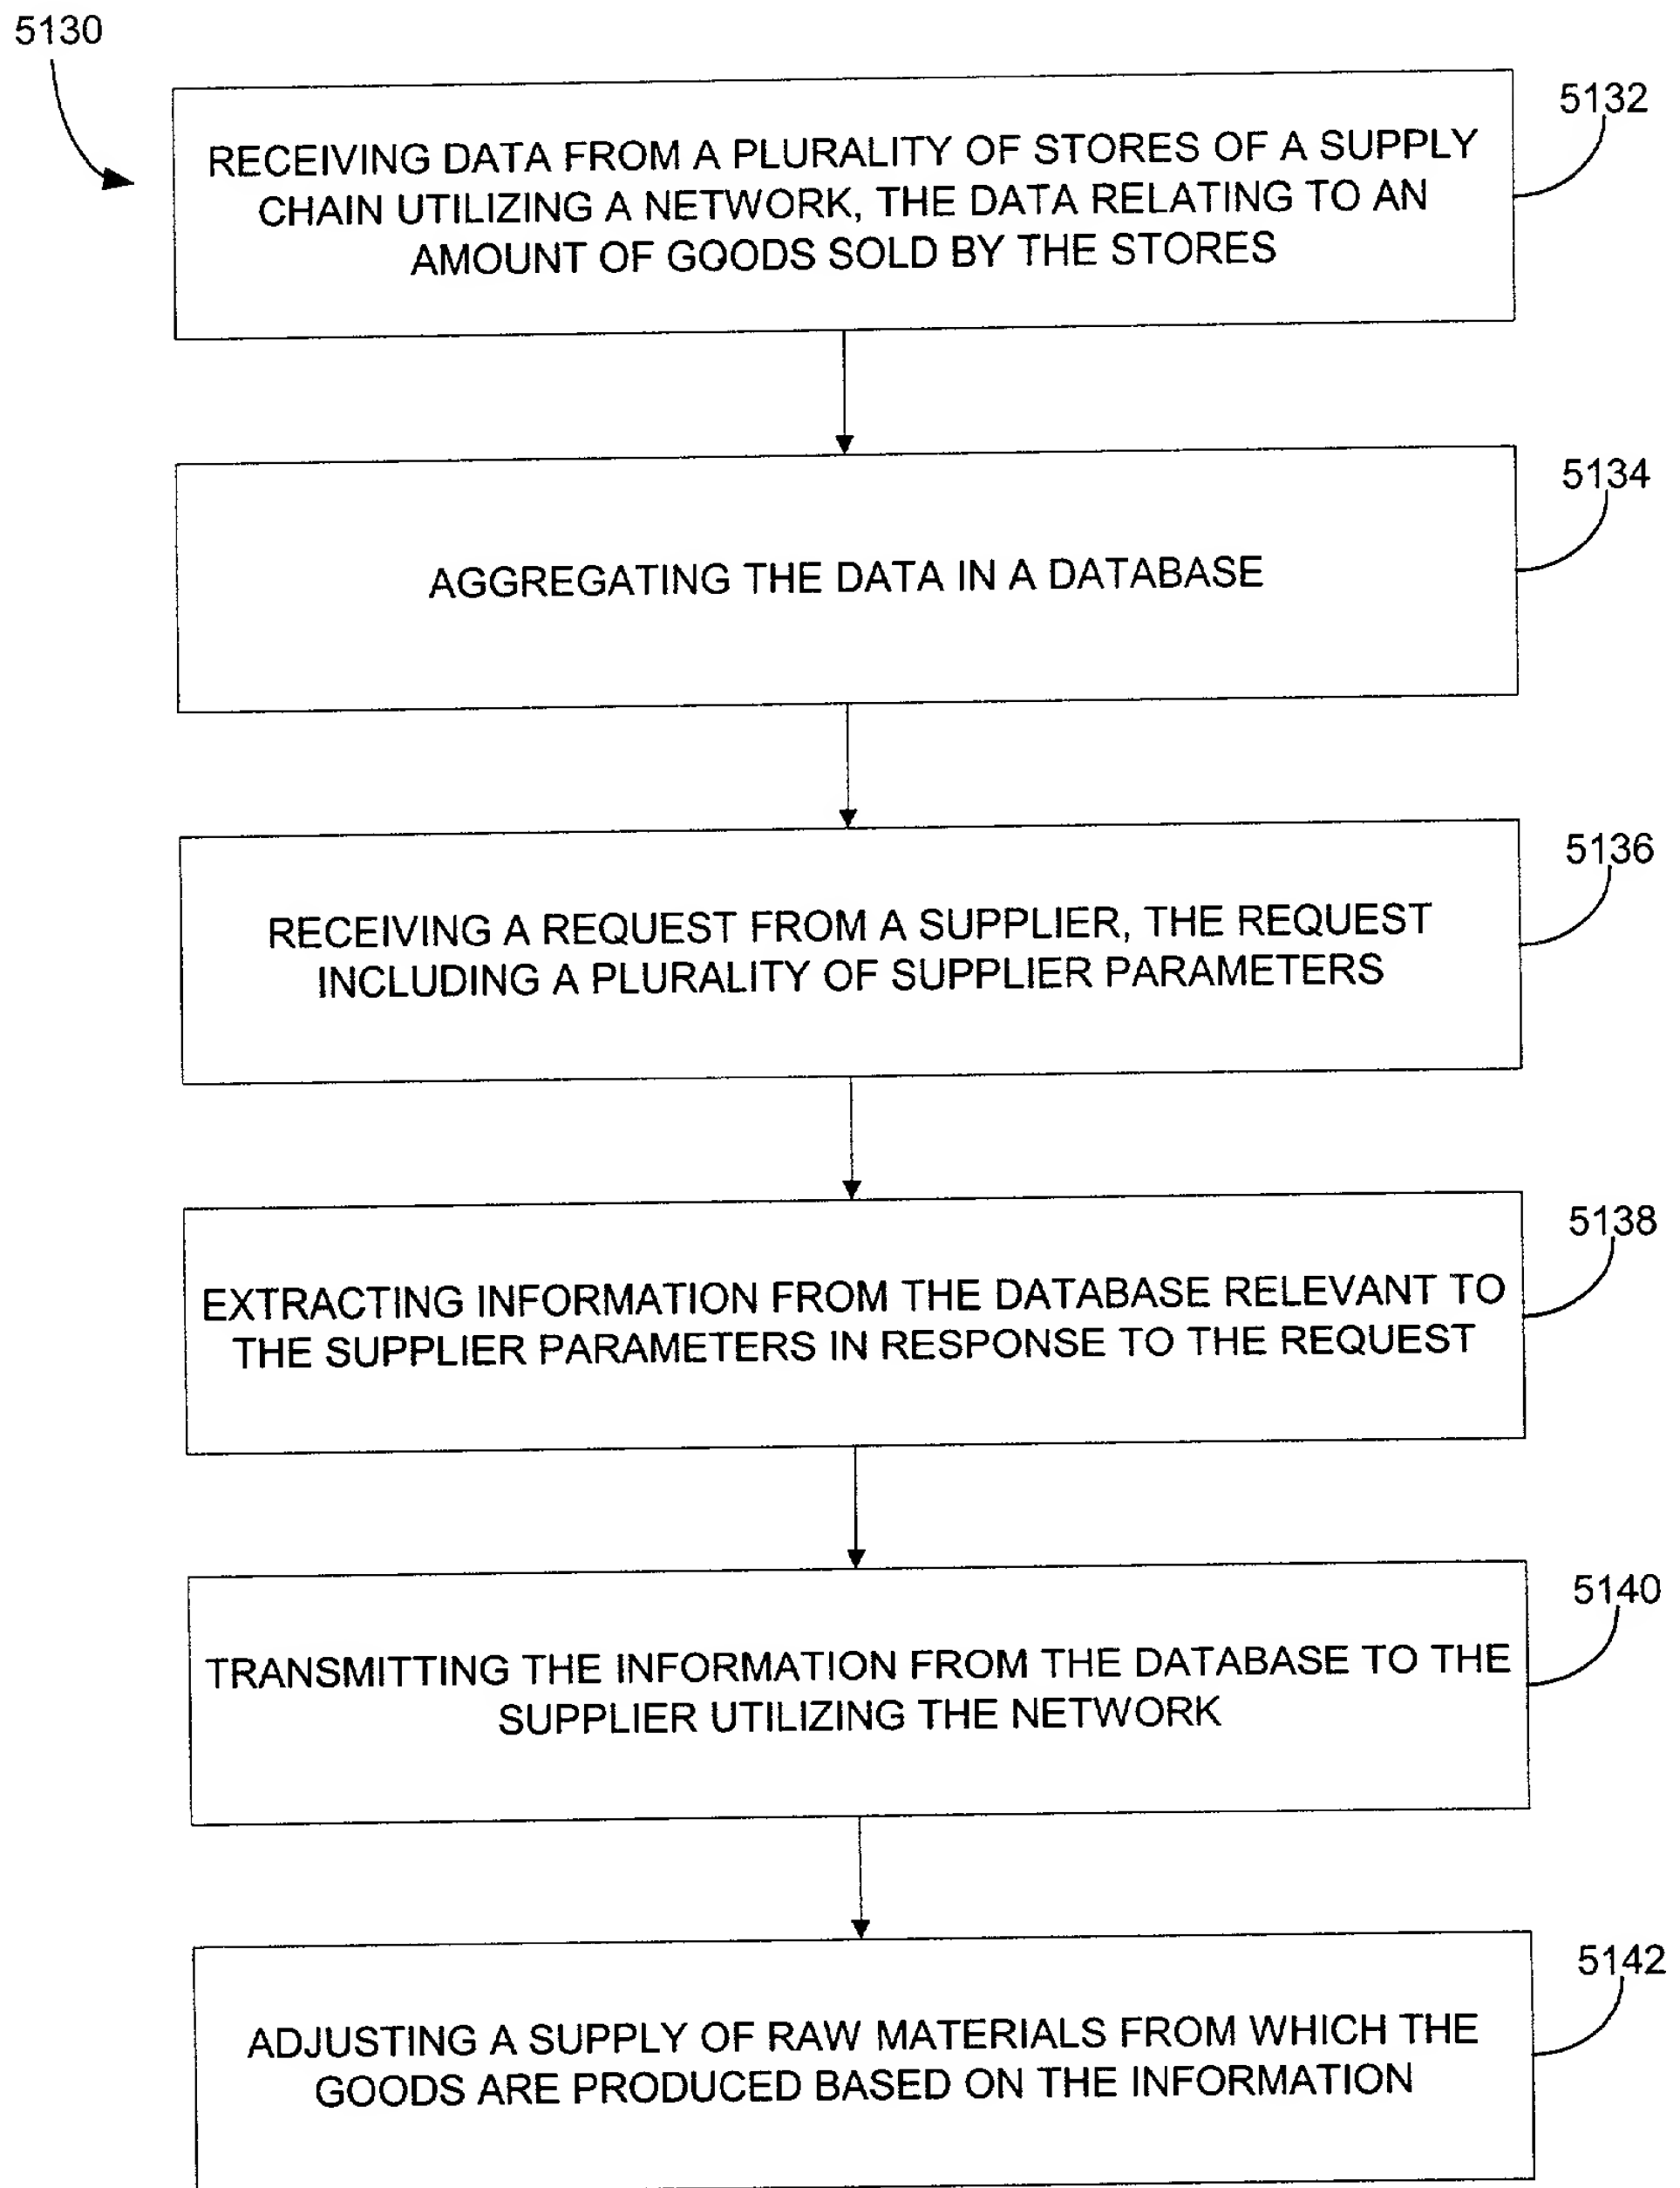 5130
5132
RECEIVING DATA FROM A PLURALITY OF STORES OF A SUPPLY
CHAIN UTILIZING A NETWORK, THE DATA RELATING TO AN
AMOUNT OF GOODS SOLD BY THE STORES
5134
AGGREGATING THE DATA IN A DATABASE
5136
RECEIVING A REQUEST FROM A SUPPLIER, THE REQUEST
INCLUDING A PLURALITY OF SUPPLIER PARAMETERS
5138
EXTRACTING INFORMATION FROM THE DATABASE RELEVANT TO
THE SUPPLIER PARAMETERS IN RESPONSE TO THE REQUEST
5140
TRANSMITTING THE INFORMATION FROM THE DATABASE TO THE
SUPPLIER UTILIZING THE NETWORK
5142
ADJUSTING A SUPPLY OF RAW MATERIALS FROM WHICH THE
GOODS ARE PRODUCED BASED ON THE INFORMATION